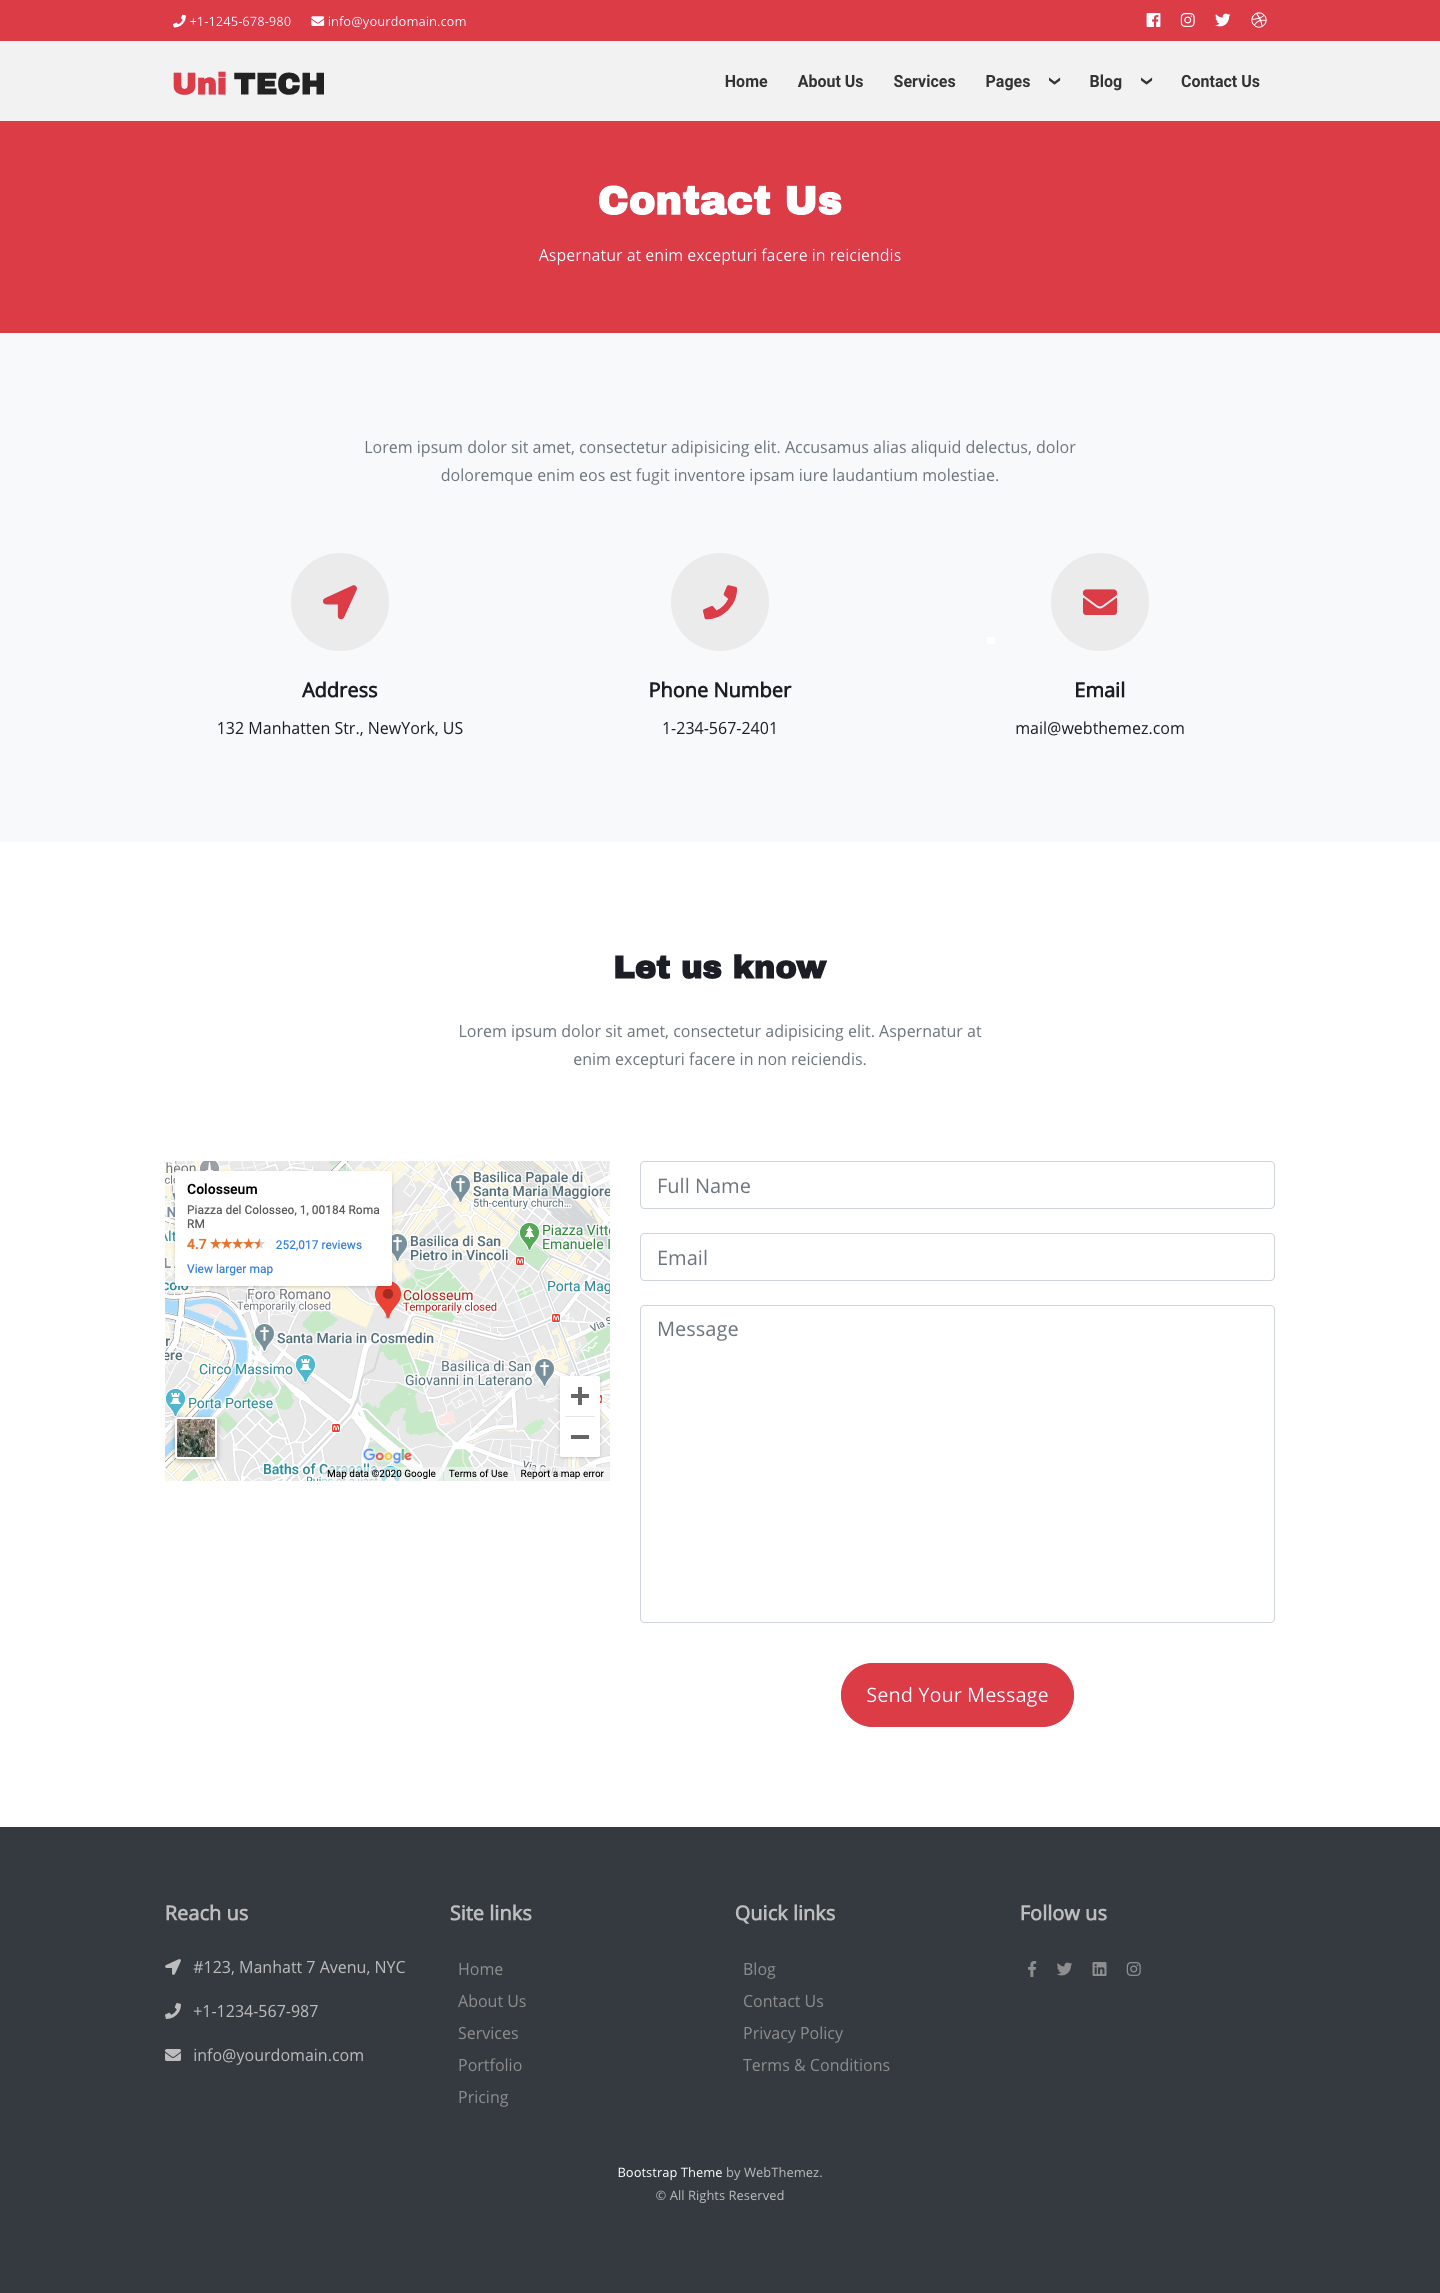 +1-1245-678-980 info@yourdomain.com
Uni TECH
Home About Us Services Pages Blog Contact Us
Contact Us
Aspernatur at enim excepturi facere in reiciendis
Lorem ipsum dolor sit amet, consectetur adipisicing elit. Accusamus alias aliquid delectus, dolor
doloremque enim eos est fugit inventore ipsam iure laudantium molestiae.
Address
132 Manhatten Str., NewYork, US
Phone Number
1-234-567-2401
Email
mail@webthemez.com
Let us know
Lorem ipsum dolor sit amet, consectetur adipisicing elit. Aspernatur at
enim excepturi facere in non reiciendis.
Colosseum
Piazza del Colosseo, 1, 00184 Roma
RM
4.7 252,017 reviews
View larger map
Basilica Papale di
Santa Maria Maggiore
5th-century church...
Piazza Vitt
Emanuele
Basilica di San
Pietro in Vincoli
Porta Mag
Foro Romano
Temporarily closed
Colosseum
Temporarily closed
Santa Maria in Cosmedin
Circo Massimo
Basilica di San
Giovanni in Laterano
Porta Portese
Google
Baths of Caracalla
Map data ©2020 Google Terms of Use Report a map error
Full Name
Email
Message
Send Your Message
Reach us
#123, Manhatt 7 Avenu, NYC
+1-1234-567-987
info@yourdomain.com
Site links
Home
About Us
Services
Portfolio
Pricing
Quick links
Blog
Contact Us
Privacy Policy
Terms & Conditions
Follow us
Bootstrap Theme by WebThemez.
© All Rights Reserved